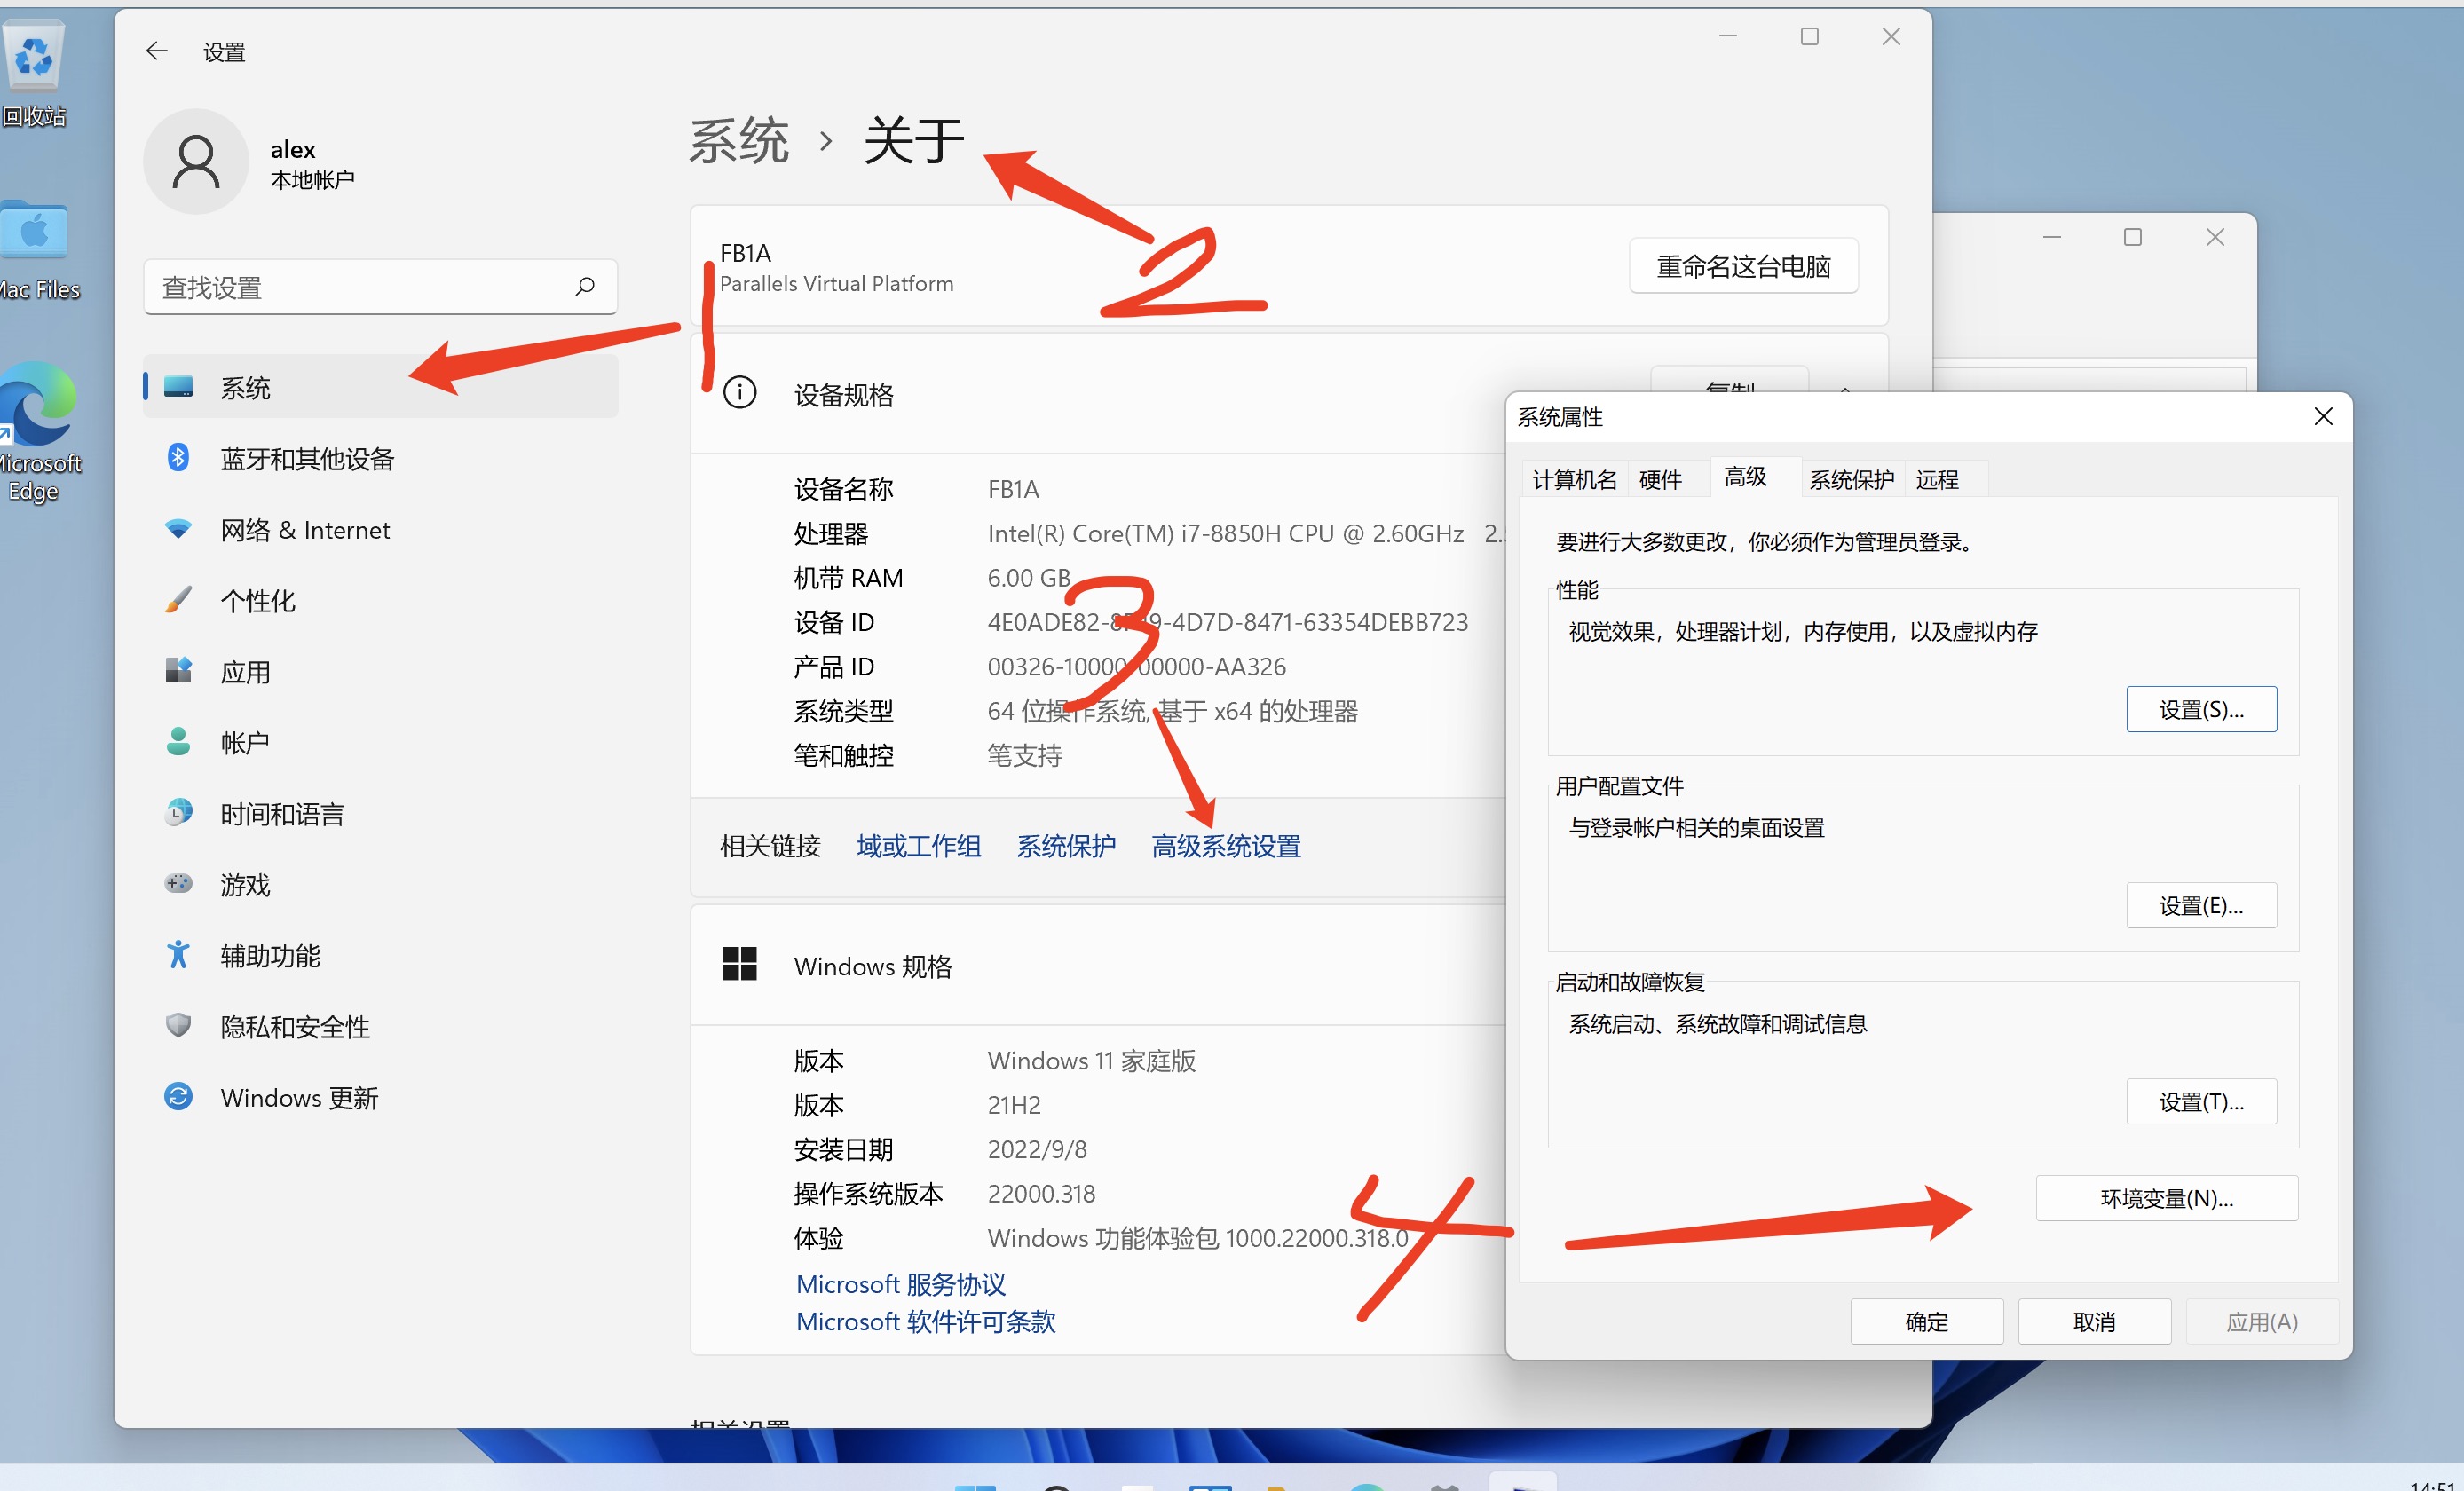 设置
回收站
alex
本地帐户
系统 › 关于
2
FB1A
Parallels Virtual Platform
重命名这台电脑
Mac Files
查找设置
1
系统
设备规格
复制
Microsoft
Edge
蓝牙和其他设备
网络 & Internet
个性化
应用
帐户
时间和语言
游戏
辅助功能
隐私和安全性
Windows 更新
设备名称 FB1A
处理器 Intel(R) Core(TM) i7-8850H CPU @ 2.60GHz
机带 RAM 6.00 GB
3
设备 ID
产品 ID
系统类型 64 位操作系统, 基于 x64 的处理器
笔和触控 笔支持
相关链接 域或工作组 系统保护 高级系统设置
Windows 规格
版本 Windows 11 家庭版
版本 21H2
安装日期 2022/9/8
操作系统版本 22000.318
体验 Windows 功能体验包 1000.22000.318.0
4
Microsoft 服务协议
Microsoft 软件许可条款
相关设置
系统属性
计算机名 硬件 高级 系统保护 远程
要进行大多数更改，你必须作为管理员登录。
性能
视觉效果，处理器计划，内存使用，以及虚拟内存
设置(S)...
用户配置文件
与登录帐户相关的桌面设置
设置(E)...
启动和故障恢复
系统启动、系统故障和调试信息
设置(T)...
环境变量(N)...
确定 取消 应用(A)
14:51